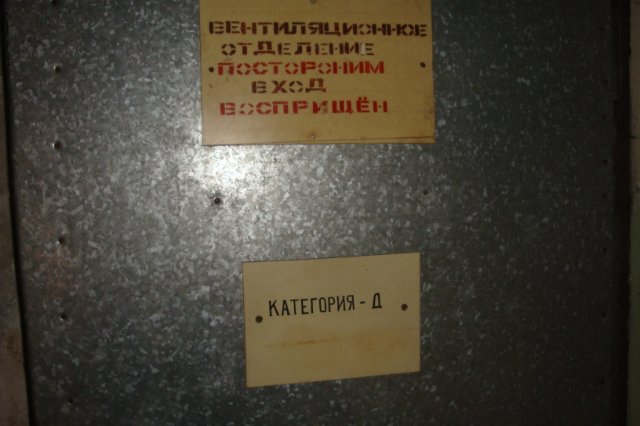 ВЕНТИЛЯЦИОННОЕ
ОТДЕЛЕНИЕ
ПОСТОРОНИМ
ВХОД
ВОСПРИЩЁН
КАТЕГОРИЯ - Д